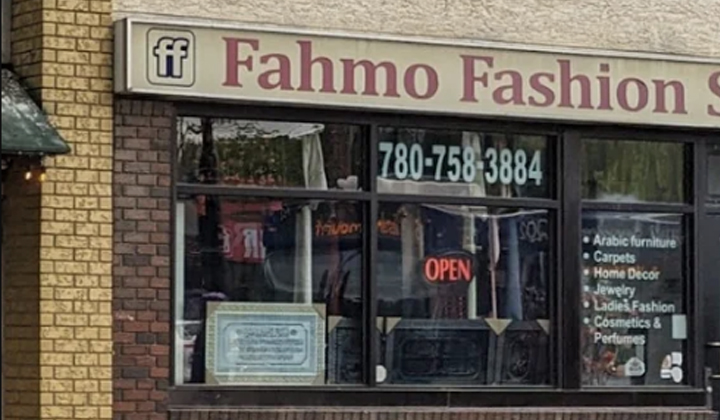 ff Fahmo Fashion S
780-758-3884
OPEN
• Arabic furniture
• Carpets
• Home Decor
• Jewelry
• Ladies Fashion
• Cosmetics &
Perfumes